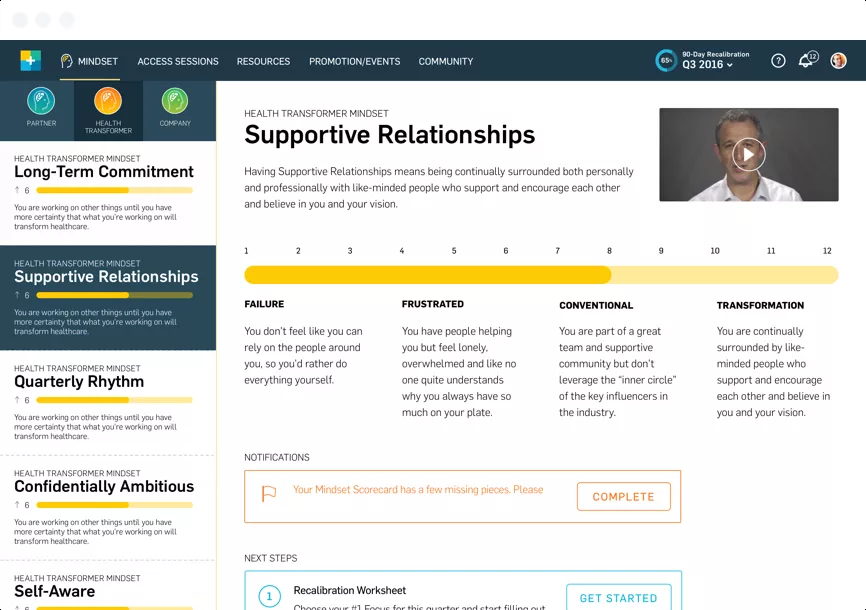 MINDSET
ACCESS SESSIONS
RESOURCES
PROMOTION/EVENTS
COMMUNITY
65%
90-Day Recalibration
Q3 2016
?
12
PARTNER
HEALTH
TRANSFORMER
COMPANY
HEALTH TRANSFORMER MINDSET
Long-Term Commitment
↑ 6
You are working on other things until you have
more certainty that what you're working on will
transform healthcare.
HEALTH TRANSFORMER MINDSET
Supportive Relationships
↑ 6
You are working on other things until you have
more certainty that what you're working on will
transform healthcare.
HEALTH TRANSFORMER MINDSET
Quarterly Rhythm
↑ 6
You are working on other things until you have
more certainty that what you're working on will
transform healthcare.
HEALTH TRANSFORMER MINDSET
Confidentially Ambitious
↑ 6
You are working on other things until you have
more certainty that what you're working on will
transform healthcare.
HEALTH TRANSFORMER MINDSET
Self-Aware
↑ 6
HEALTH TRANSFORMER MINDSET
Supportive Relationships
Having Supportive Relationships means being continually surrounded both personally
and professionally with like-minded people who support and encourage each other
and believe in you and your vision.
1 2 3 4 5 6 7 8 9 10 11 12
FAILURE
You don't feel like you can
rely on the people around
you, so you'd rather do
everything yourself.
FRUSTRATED
You have people helping
you but feel lonely,
overwhelmed and like no
one quite understands
why you always have so
much on your plate.
CONVENTIONAL
You are part of a great
team and supportive
community but don't
leverage the “inner circle”
of the key influencers in
the industry.
TRANSFORMATION
You are continually
surrounded by like-
minded people who
support and encourage
each other and believe in
you and your vision.
NOTIFICATIONS
Your Mindset Scorecard has a few missing pieces. Please
COMPLETE
NEXT STEPS
1
Recalibration Worksheet
Choose your #1 Focus for this quarter and start filling out
GET STARTED